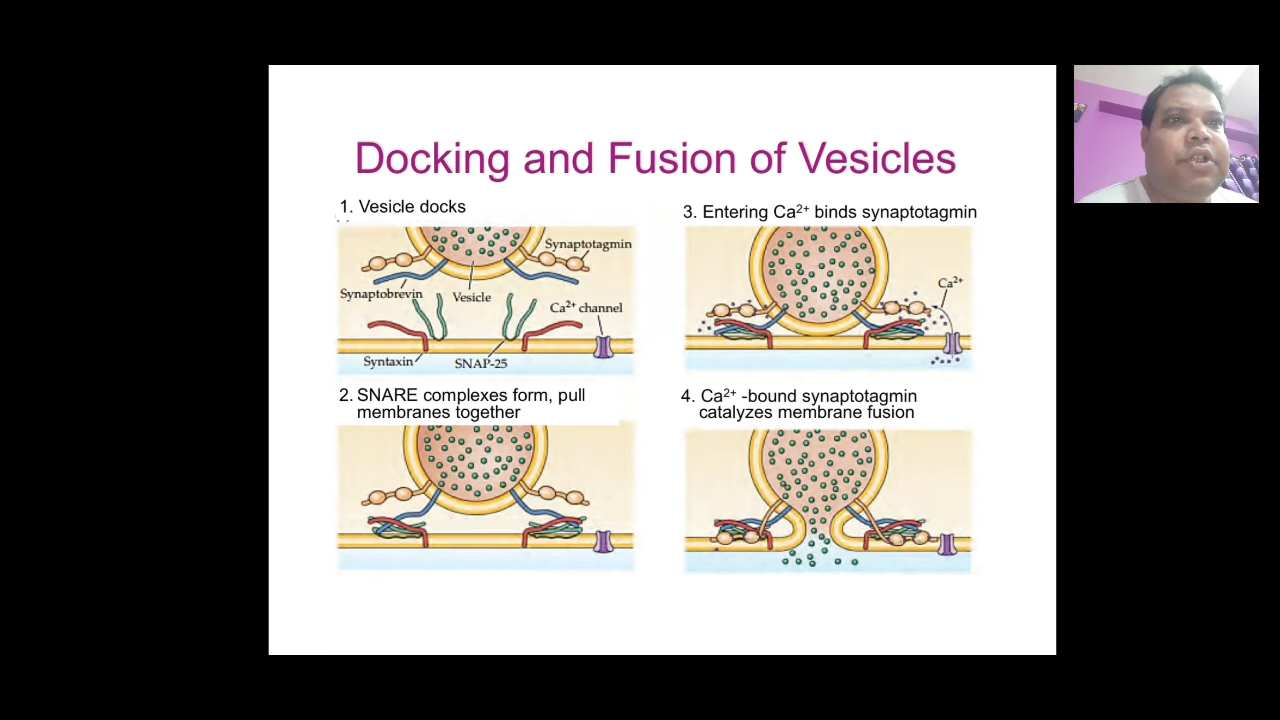 Docking and Fusion of Vesicles
1. Vesicle docks
Synaptotagmin
Synaptobrevin
Vesicle
Ca²⁺ channel
Syntaxin
SNAP-25
2. SNARE complexes form, pull
membranes together
3. Entering Ca²⁺ binds synaptotagmin
Ca²⁺
4. Ca²⁺ -bound synaptotagmin
catalyzes membrane fusion